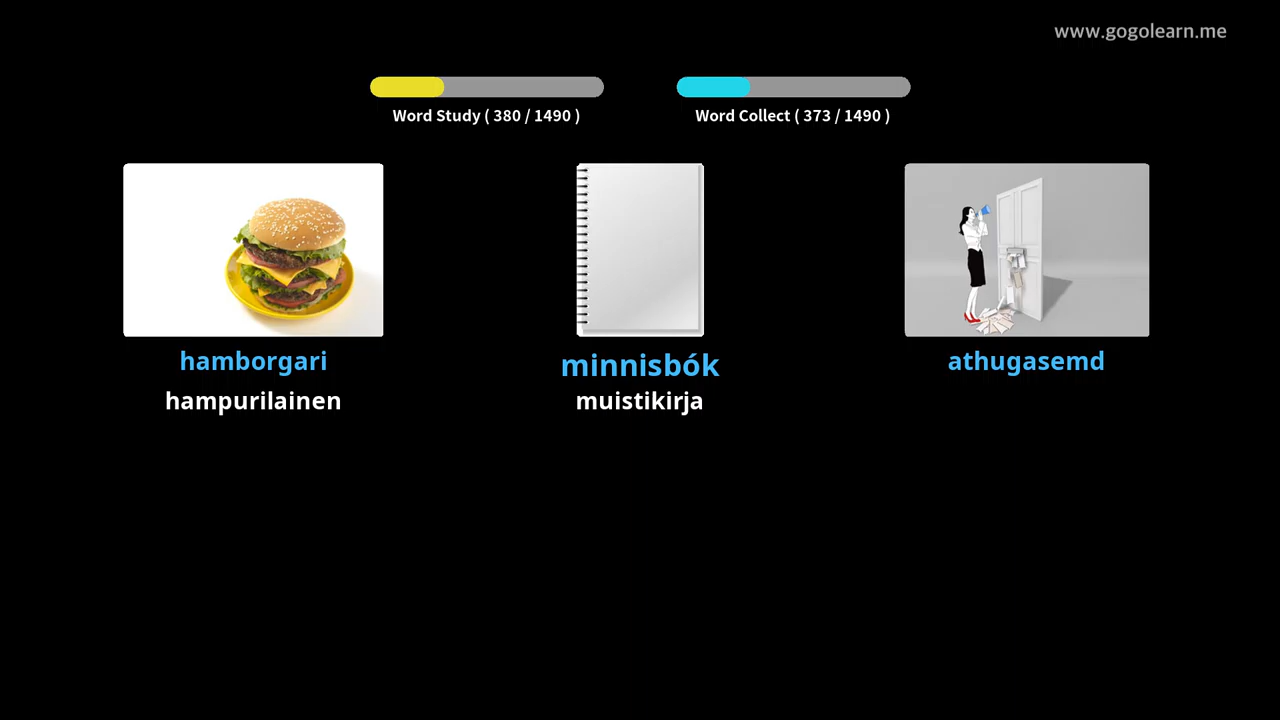 www.gogolearn.me
Word Study ( 380 / 1490 )
Word Collect ( 373 / 1490 )
hamborgari
hampurilainen
minnisbók
muistikirja
athugasemd